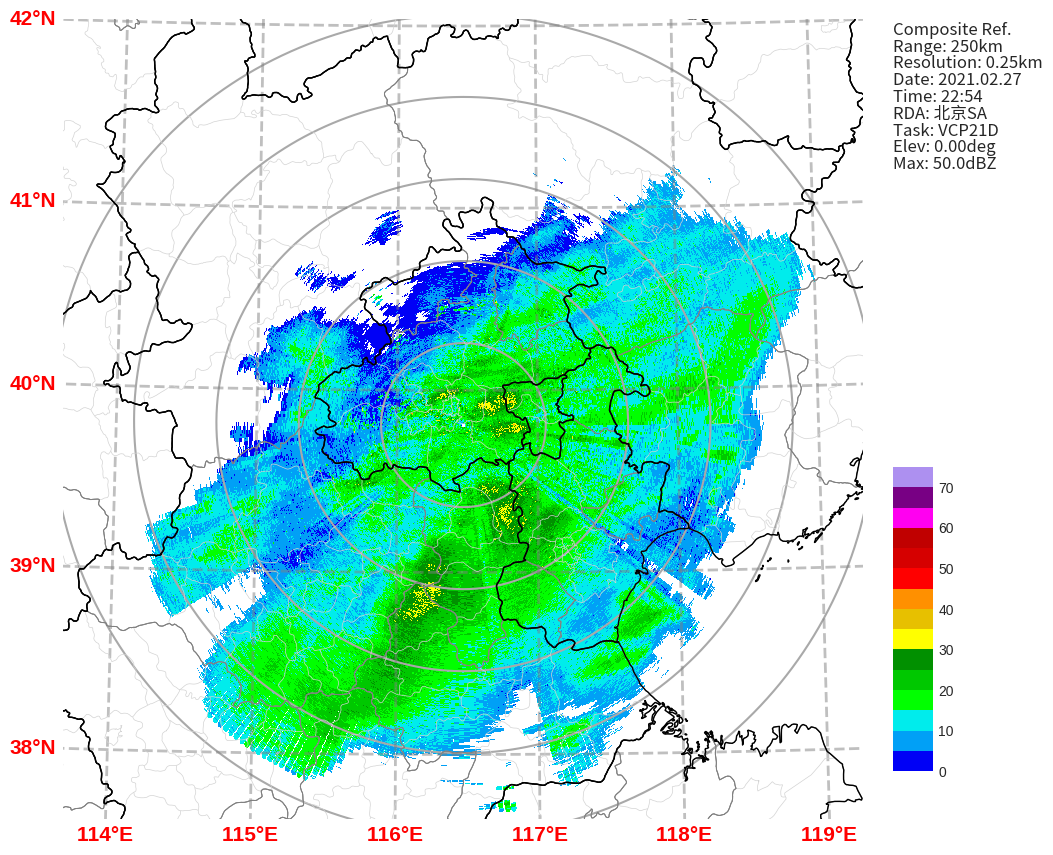 42°N
41°N
40°N
39°N
38°N
114°E 115°E 116°E 117°E 118°E 119°E
Composite Ref.
Range: 250km
Resolution: 0.25km
Date: 2021.02.27
Time: 22:54
RDA: 北京SA
Task: VCP21D
Elev: 0.00deg
Max: 50.0dBZ
70
60
50
40
30
20
10
0